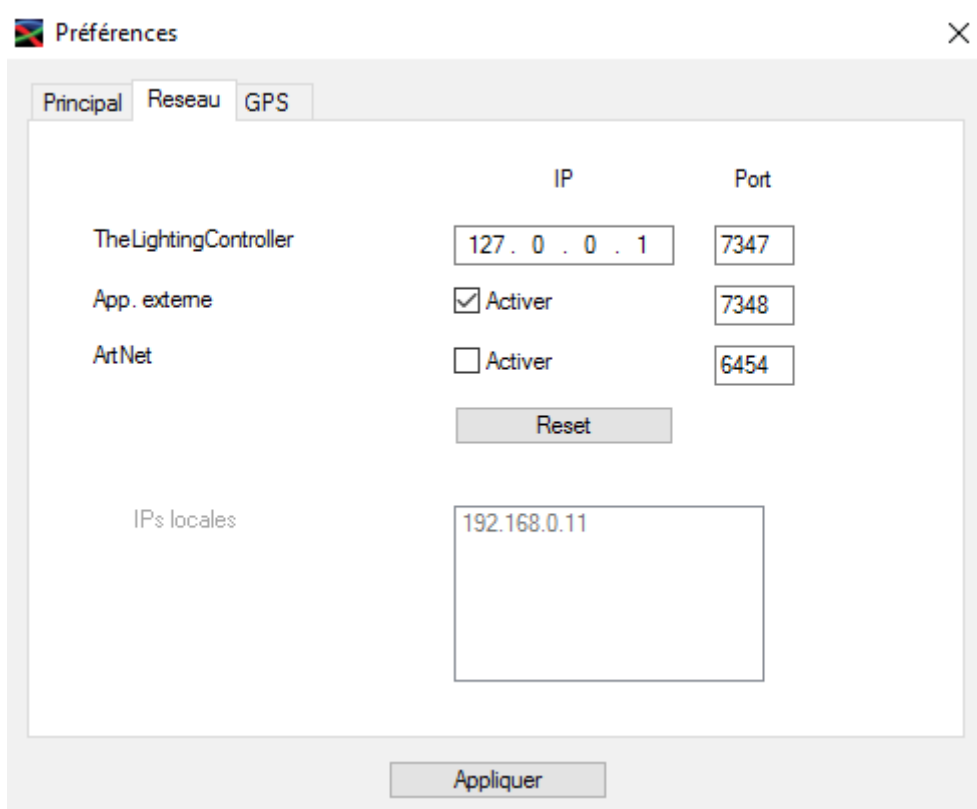 Préférences
Principal Reseau GPS
IP Port
TheLightingController 127 . 0 . 0 . 1 7347
App. externe Activer 7348
ArtNet Activer 6454
Reset
IPs locales 192.168.0.11
Appliquer